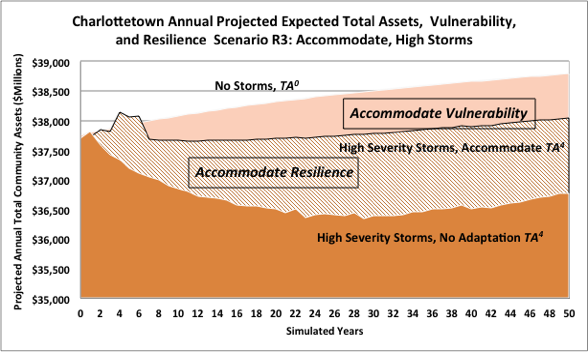 Charlottetown Annual Projected Expected Total Assets, Vulnerability,
and Resilience Scenario R3: Accommodate, High Storms
Projected Annual Total Community Assets ($Millions)
$39,000
$38,500
$38,000
$37,500
$37,000
$36,500
$36,000
$35,500
$35,000
No Storms, TA⁰
Accommodate Vulnerability
High Severity Storms, Accommodate TA⁴
Accommodate Resilience
High Severity Storms, No Adaptation TA⁴
0 2 4 6 8 10 12 14 16 18 20 22 24 26 28 30 32 34 36 38 40 42 44 46 48 50
Simulated Years